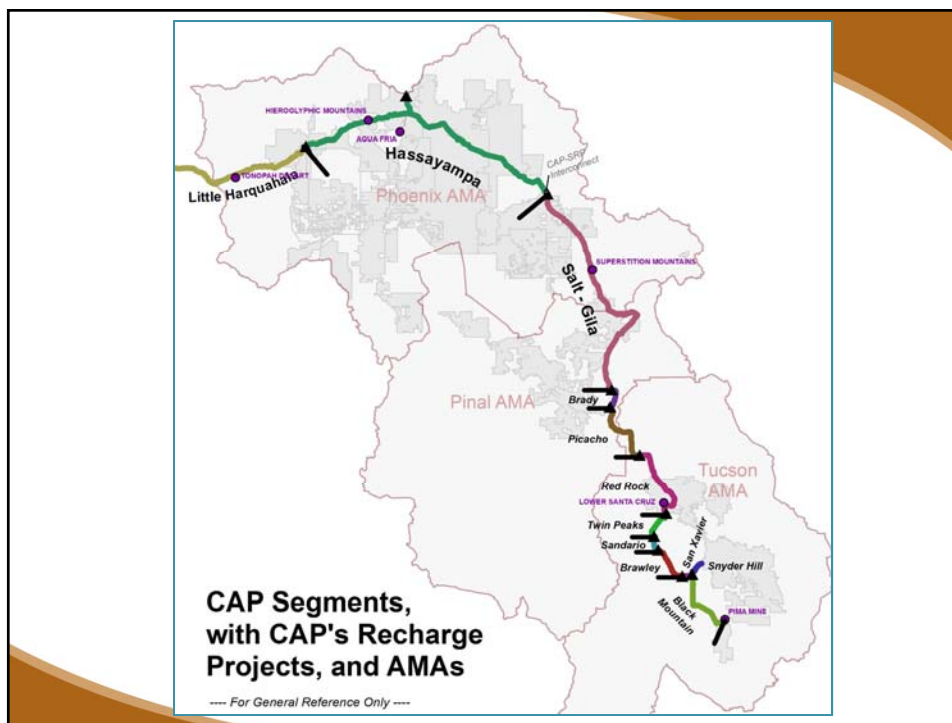 HIEROGLYPHIC MOUNTAINS
AGUA FRIA
Hassayampa
CAP-SRP
Interconnect
TONOPAH DESERT
Little Harquahala
Phoenix AMA
SUPERSTITION MOUNTAINS
Salt - Gila
Pinal AMA
Brady
Picacho
Tucson
AMA
Red Rock
LOWER SANTA CRUZ
Twin Peaks
San Xavier
Sandario
Snyder Hill
Brawley
Black
Mountain
PIMA MINE
CAP Segments,
with CAP's Recharge
Projects, and AMAs
---- For General Reference Only ----